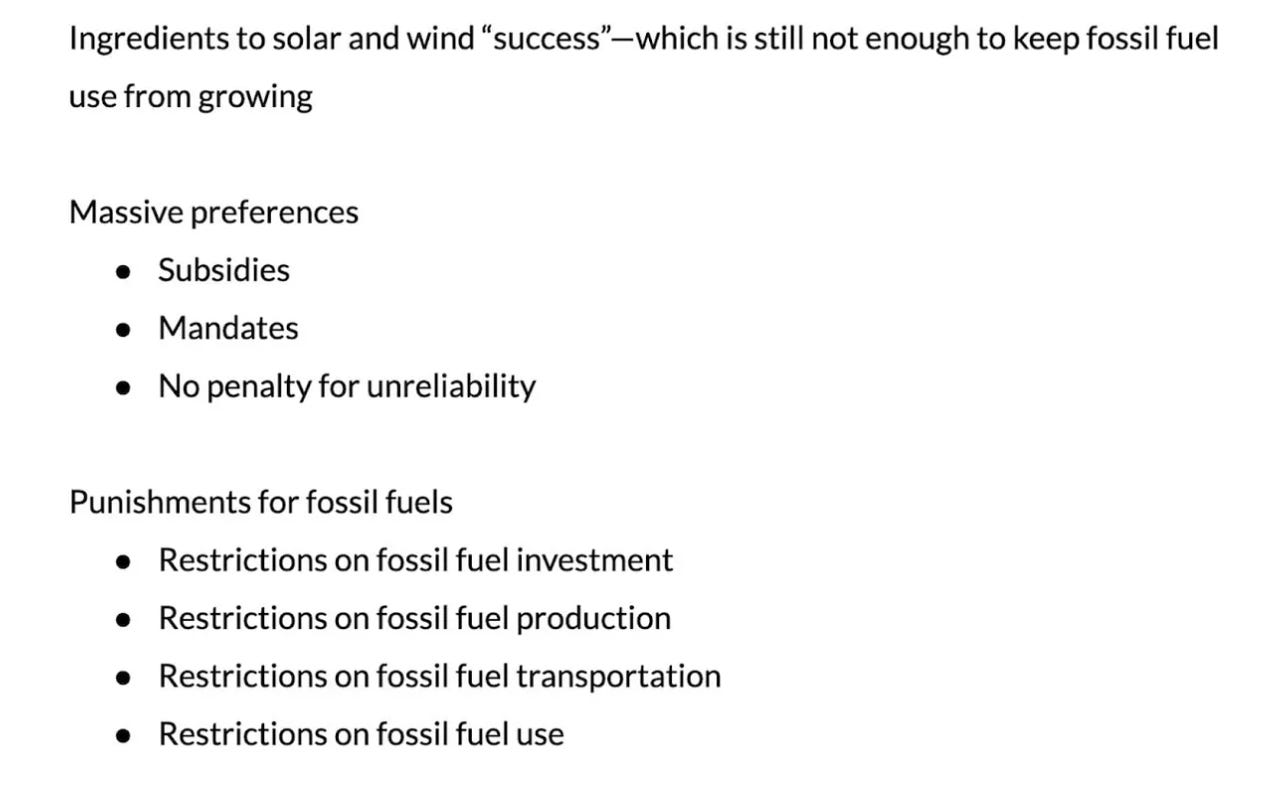 Ingredients to solar and wind “success”—which is still not enough to keep fossil fuel
use from growing
Massive preferences
● Subsidies
● Mandates
● No penalty for unreliability
Punishments for fossil fuels
● Restrictions on fossil fuel investment
● Restrictions on fossil fuel production
● Restrictions on fossil fuel transportation
● Restrictions on fossil fuel use